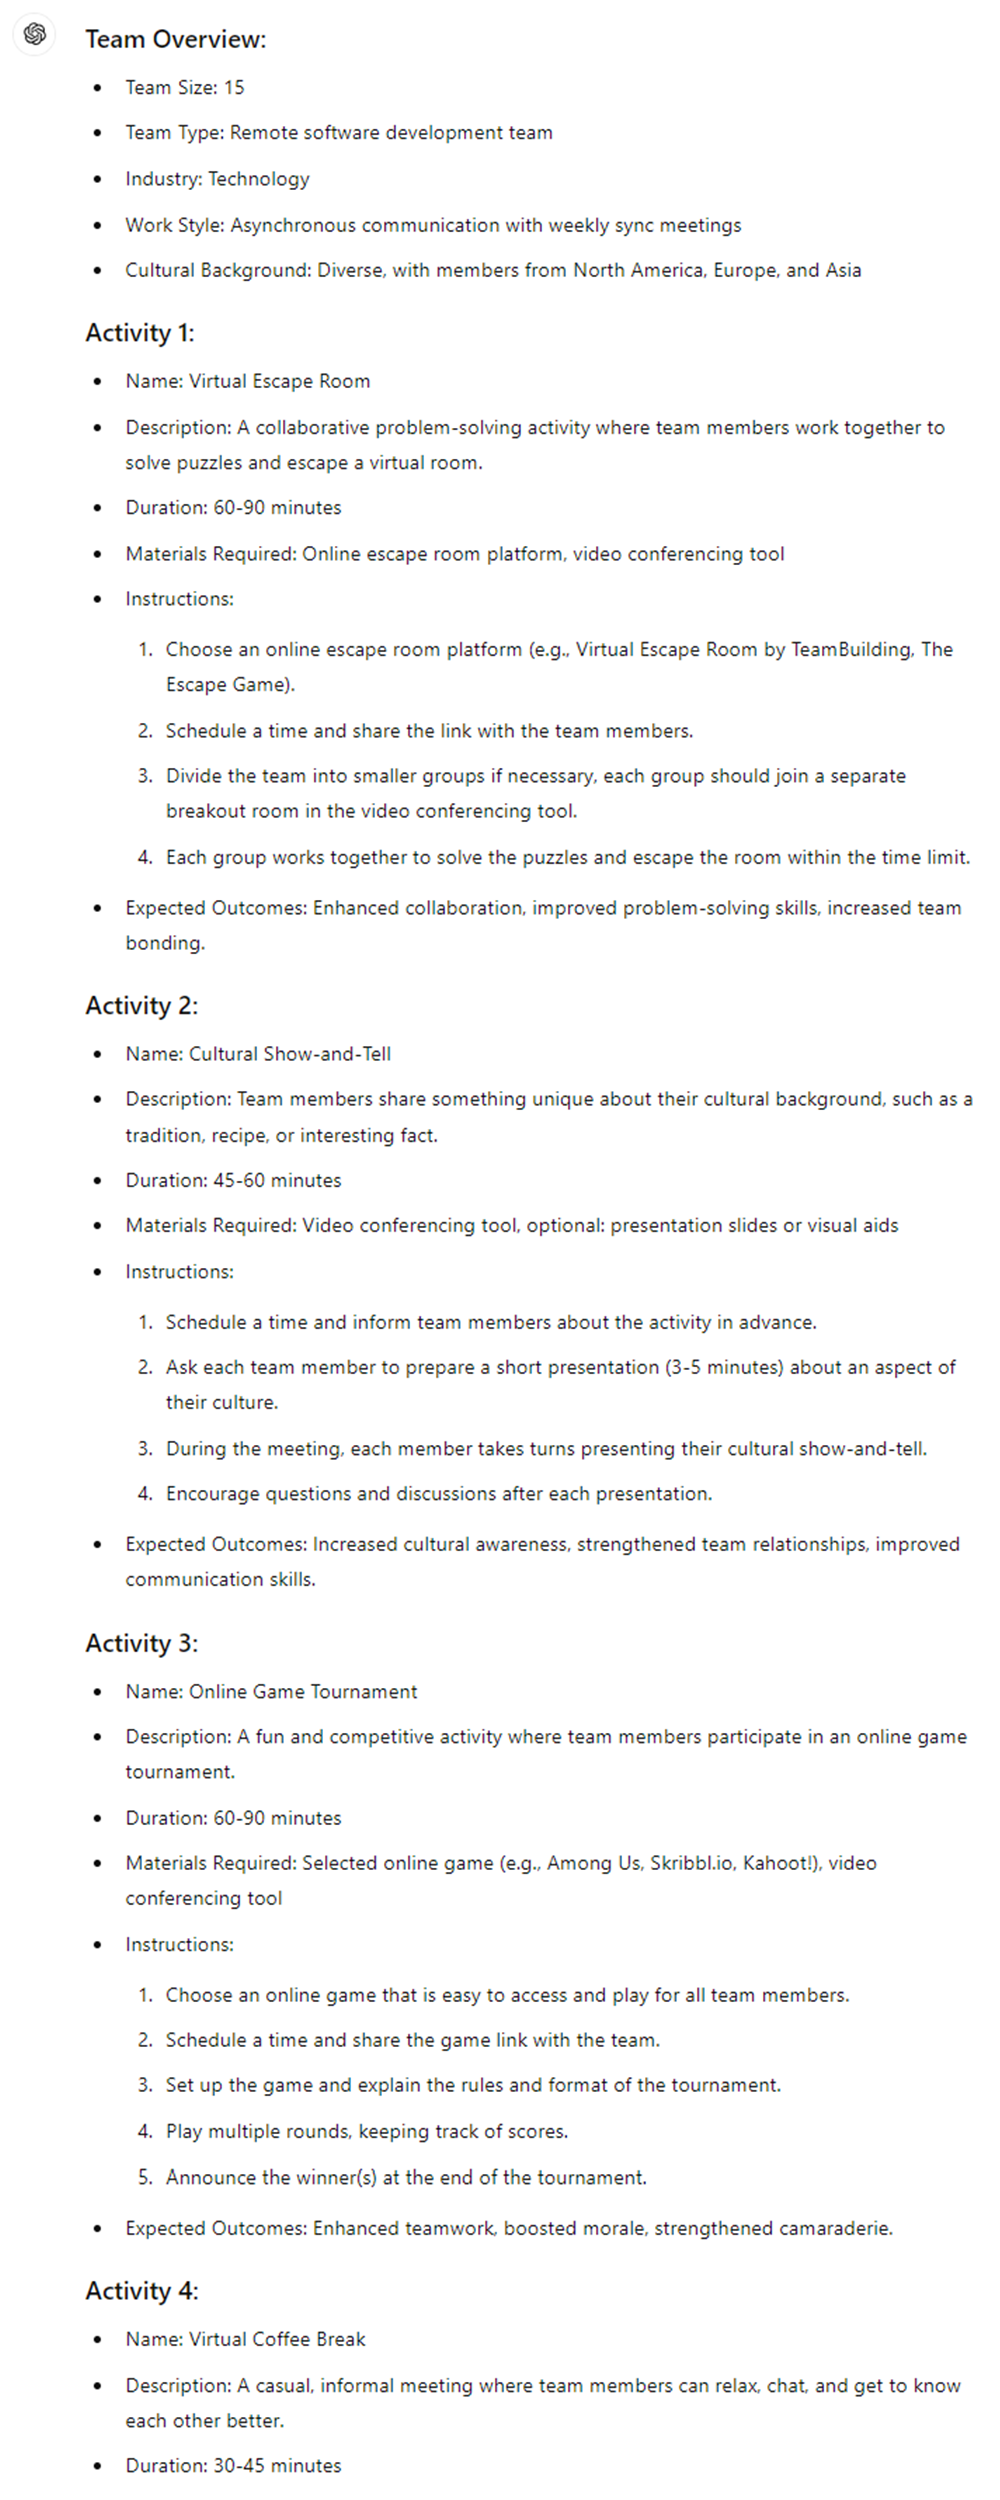 Team Overview:
• Team Size: 15
• Team Type: Remote software development team
• Industry: Technology
• Work Style: Asynchronous communication with weekly sync meetings
• Cultural Background: Diverse, with members from North America, Europe, and Asia
Activity 1:
• Name: Virtual Escape Room
• Description: A collaborative problem-solving activity where team members work together to
solve puzzles and escape a virtual room.
• Duration: 60-90 minutes
• Materials Required: Online escape room platform, video conferencing tool
• Instructions:
1. Choose an online escape room platform (e.g., Virtual Escape Room by TeamBuilding, The
Escape Game).
2. Schedule a time and share the link with the team members.
3. Divide the team into smaller groups if necessary, each group should join a separate
breakout room in the video conferencing tool.
4. Each group works together to solve the puzzles and escape the room within the time limit.
• Expected Outcomes: Enhanced collaboration, improved problem-solving skills, increased team
bonding.
Activity 2:
• Name: Cultural Show-and-Tell
• Description: Team members share something unique about their cultural background, such as a
tradition, recipe, or interesting fact.
• Duration: 45-60 minutes
• Materials Required: Video conferencing tool, optional: presentation slides or visual aids
• Instructions:
1. Schedule a time and inform team members about the activity in advance.
2. Ask each team member to prepare a short presentation (3-5 minutes) about an aspect of
their culture.
3. During the meeting, each member takes turns presenting their cultural show-and-tell.
4. Encourage questions and discussions after each presentation.
• Expected Outcomes: Increased cultural awareness, strengthened team relationships, improved
communication skills.
Activity 3:
• Name: Online Game Tournament
• Description: A fun and competitive activity where team members participate in an online game
tournament.
• Duration: 60-90 minutes
• Materials Required: Selected online game (e.g., Among Us, Skribbl.io, Kahoot!), video
conferencing tool
• Instructions:
1. Choose an online game that is easy to access and play for all team members.
2. Schedule a time and share the game link with the team.
3. Set up the game and explain the rules and format of the tournament.
4. Play multiple rounds, keeping track of scores.
5. Announce the winner(s) at the end of the tournament.
• Expected Outcomes: Enhanced teamwork, boosted morale, strengthened camaraderie.
Activity 4:
• Name: Virtual Coffee Break
• Description: A casual, informal meeting where team members can relax, chat, and get to know
each other better.
• Duration: 30-45 minutes